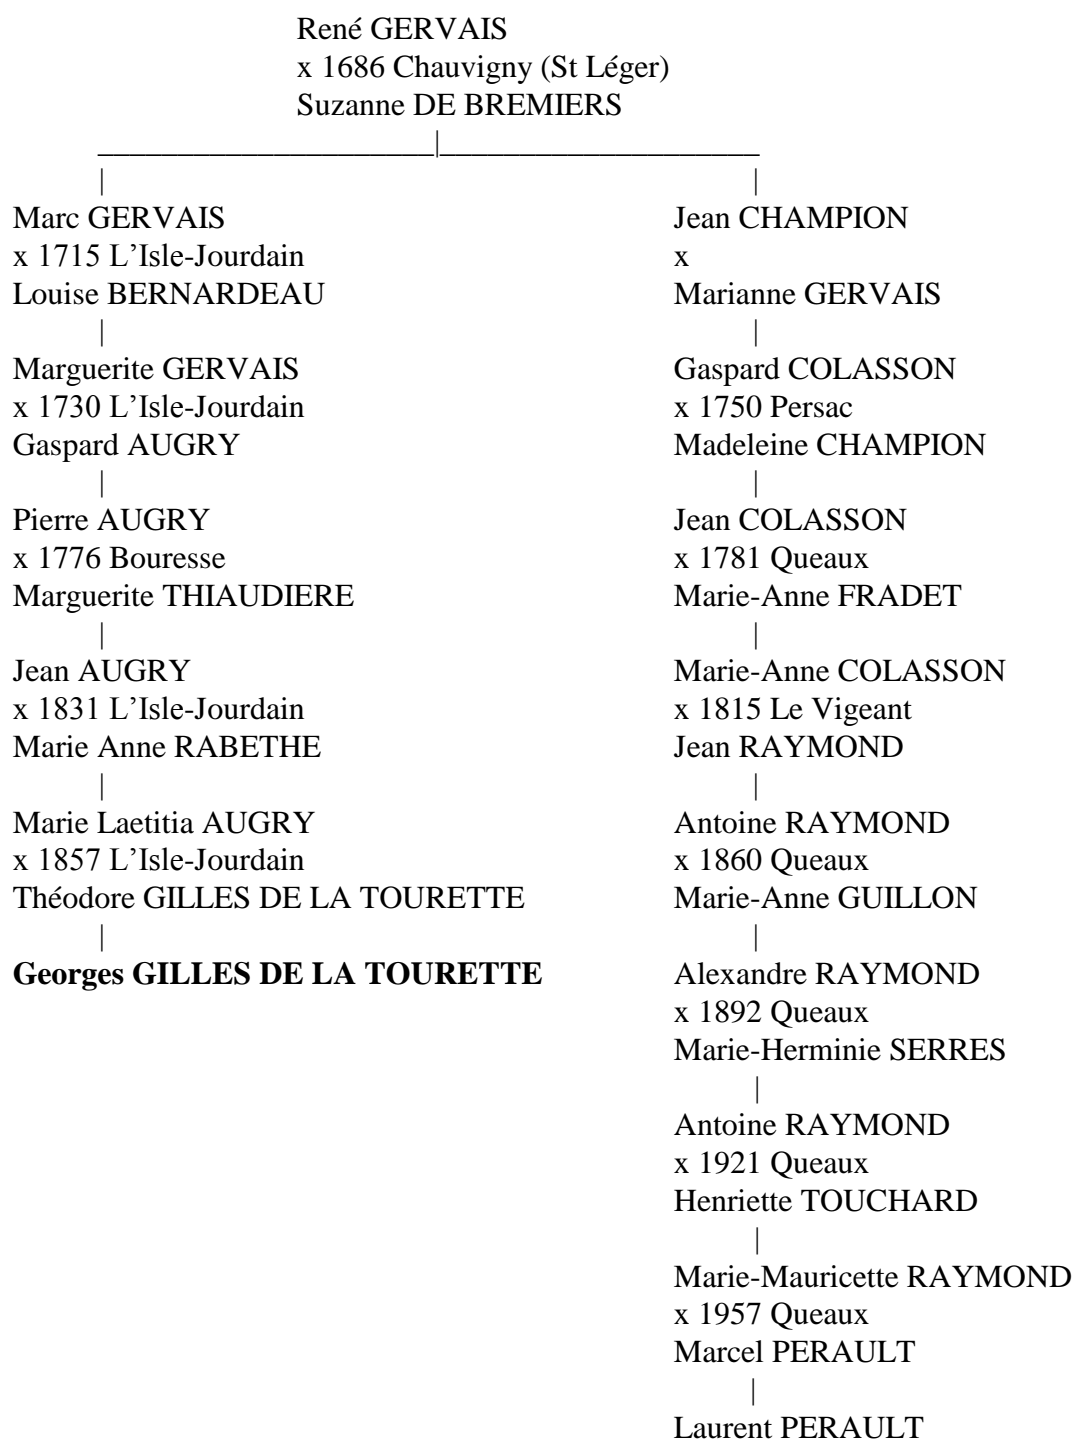 René GERVAIS
x 1686 Chauvigny (St Léger)
Suzanne DE BREMIERS
Marc GERVAIS
x 1715 L’Isle-Jourdain
Louise BERNARDEAU
Marguerite GERVAIS
x 1730 L’Isle-Jourdain
Gaspard AUGRY
Pierre AUGRY
x 1776 Bouresse
Marguerite THIAUDIERE
Jean AUGRY
x 1831 L’Isle-Jourdain
Marie Anne RABETHE
Marie Laetitia AUGRY
x 1857 L’Isle-Jourdain
Théodore GILLES DE LA TOURETTE
Georges GILLES DE LA TOURETTE
Jean CHAMPION
x
Marianne GERVAIS
Gaspard COLASSON
x 1750 Persac
Madeleine CHAMPION
Jean COLASSON
x 1781 Queaux
Marie-Anne FRADET
Marie-Anne COLASSON
x 1815 Le Vigeant
Jean RAYMOND
Antoine RAYMOND
x 1860 Queaux
Marie-Anne GUILLON
Alexandre RAYMOND
x 1892 Queaux
Marie-Herminie SERRES
Antoine RAYMOND
x 1921 Queaux
Henriette TOUCHARD
Marie-Mauricette RAYMOND
x 1957 Queaux
Marcel PERAULT
Laurent PERAULT